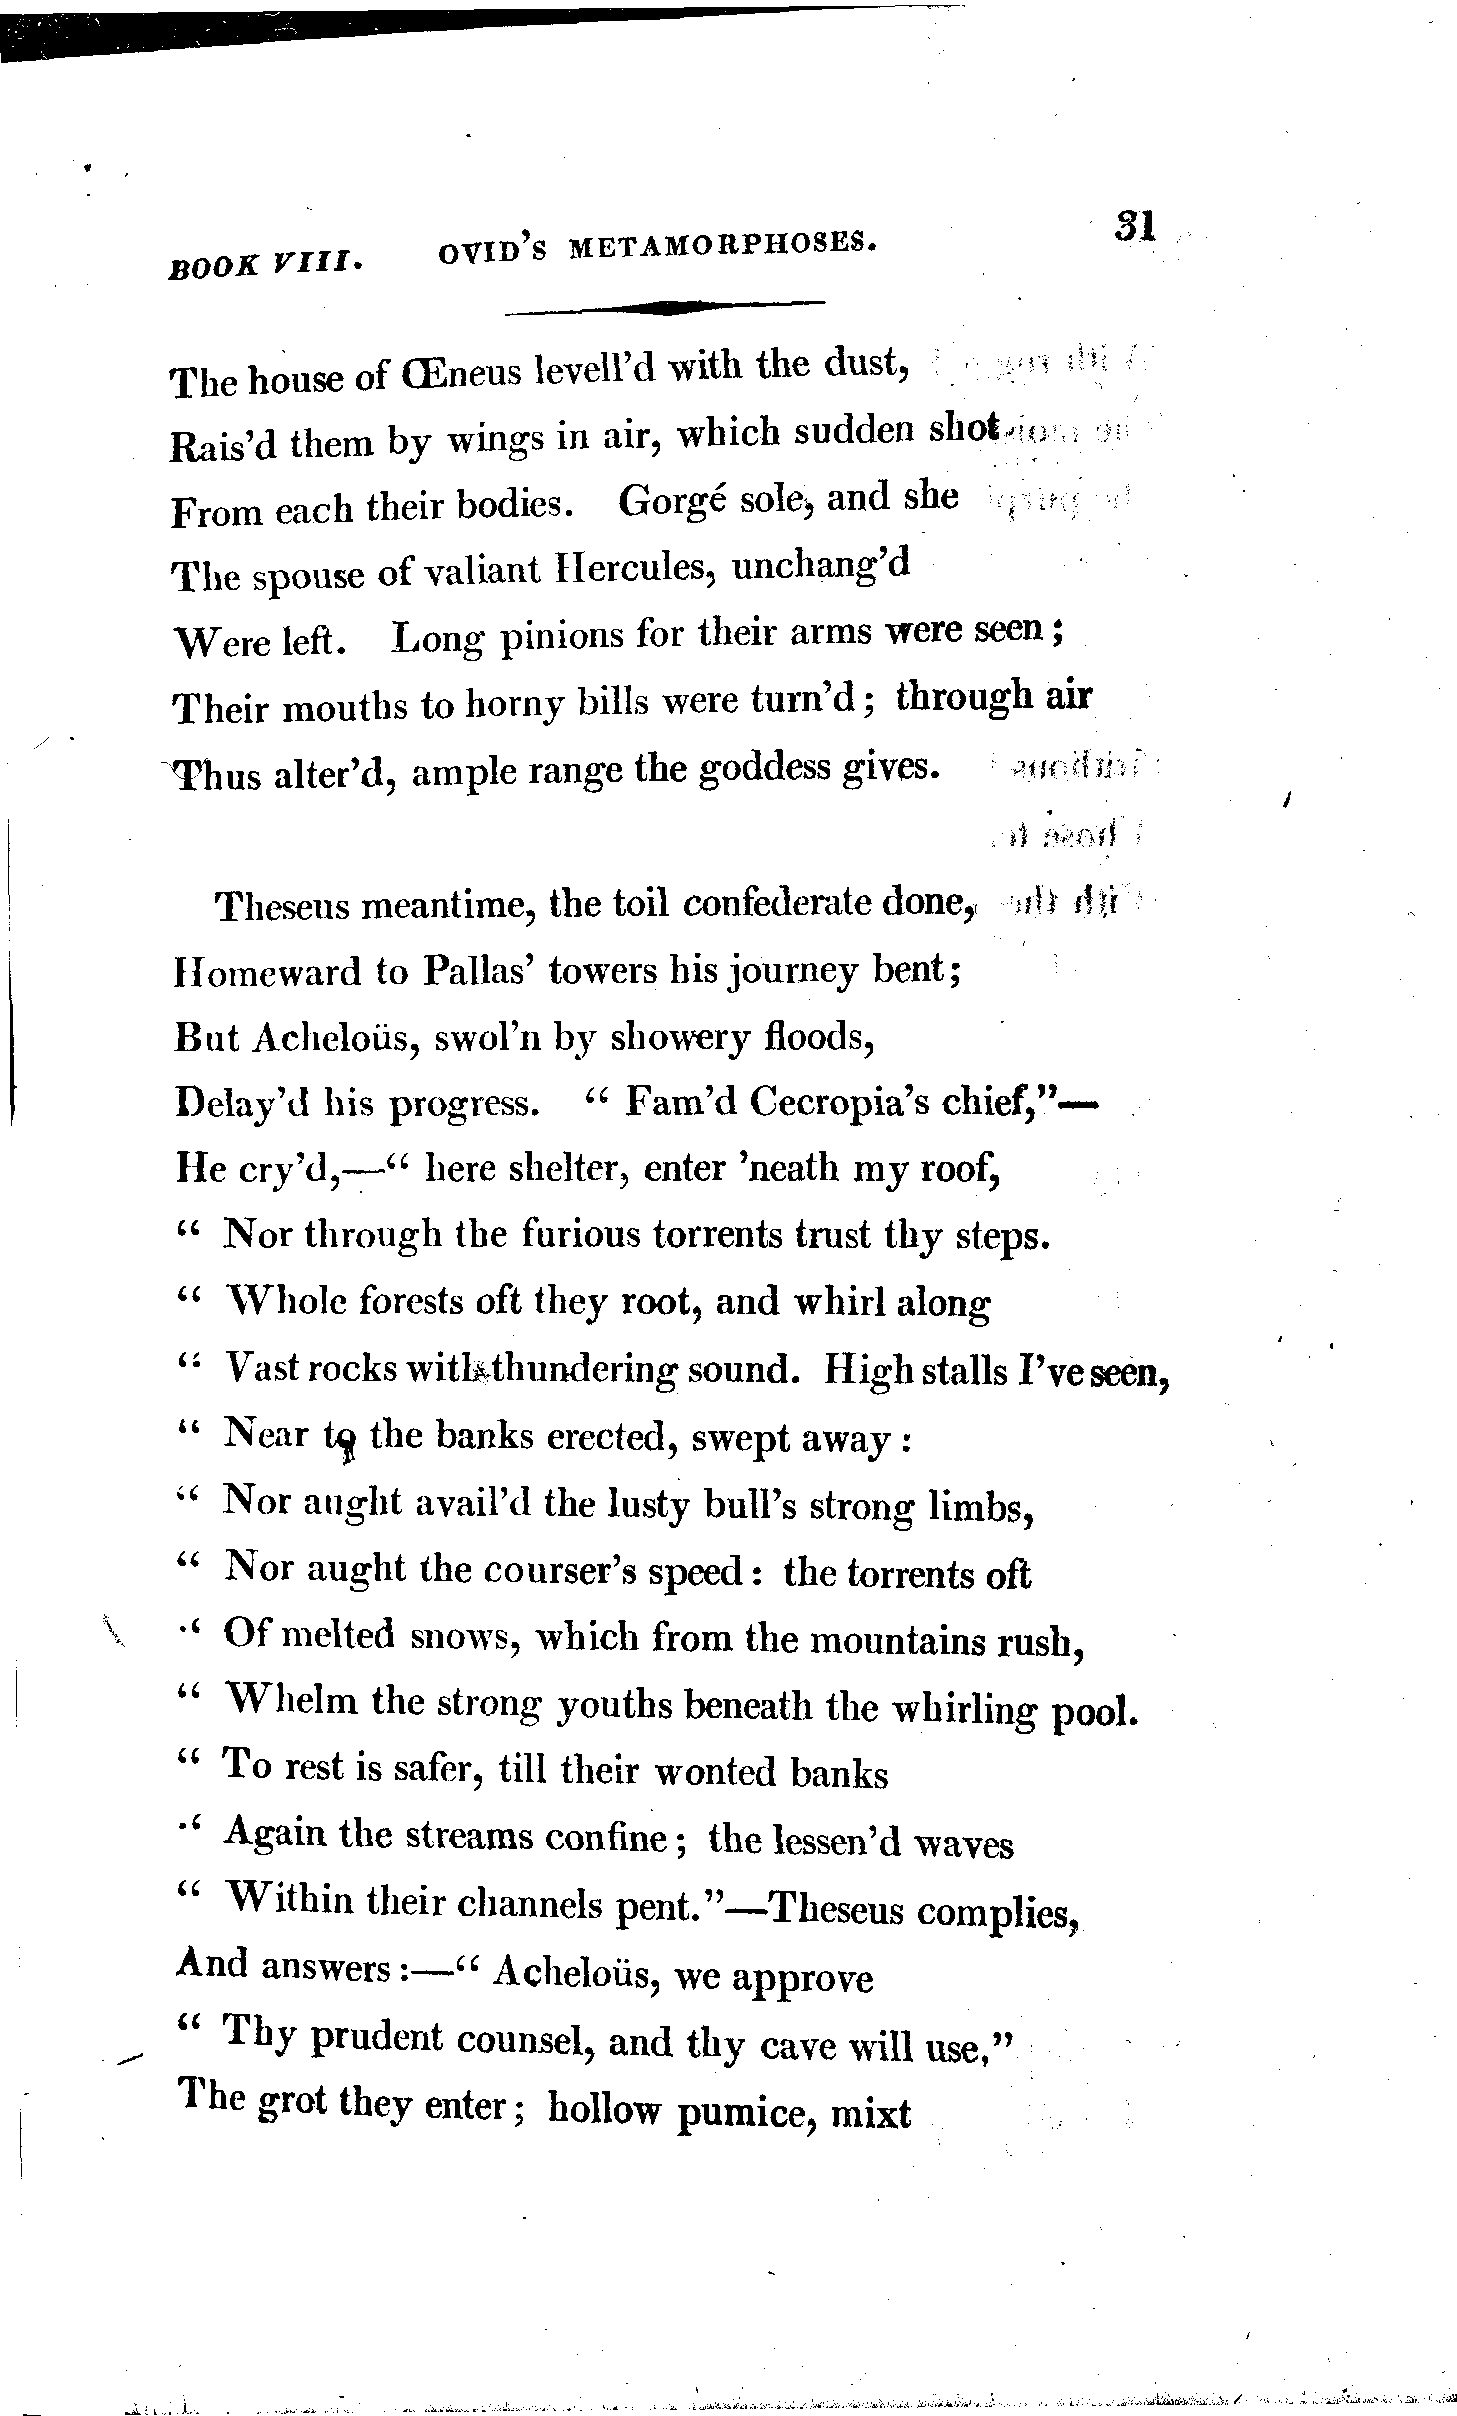 BOOK VIII. OVID'S METAMORPHOSES. 31
The house of Œneus levell'd with the dust,
Rais'd them by wings in air, which sudden shot
From each their bodies. Gorgé sole, and she
The spouse of valiant Hercules, unchang'd
Were left. Long pinions for their arms were seen;
Their mouths to horny bills were turn'd; through air
Thus alter'd, ample range the goddess gives.
Theseus meantime, the toil confederate done,
Homeward to Pallas' towers his journey bent;
But Acheloüs, swol'n by showery floods,
Delay'd his progress. " Fam'd Cecropia's chief,"—
He cry'd,—" here shelter, enter 'neath my roof,
" Nor through the furious torrents trust thy steps.
" Whole forests oft they root, and whirl along
" Vast rocks with thundering sound. High stalls I've seen,
" Near to the banks erected, swept away :
" Nor aught avail'd the lusty bull's strong limbs,
" Nor aught the courser's speed : the torrents oft
" Of melted snows, which from the mountains rush,
" Whelm the strong youths beneath the whirling pool.
" To rest is safer, till their wonted banks
" Again the streams confine; the lessen'd waves
" Within their channels pent."—Theseus complies,
And answers :—" Acheloüs, we approve
" Thy prudent counsel, and thy cave will use."
The grot they enter; hollow pumice, mixt